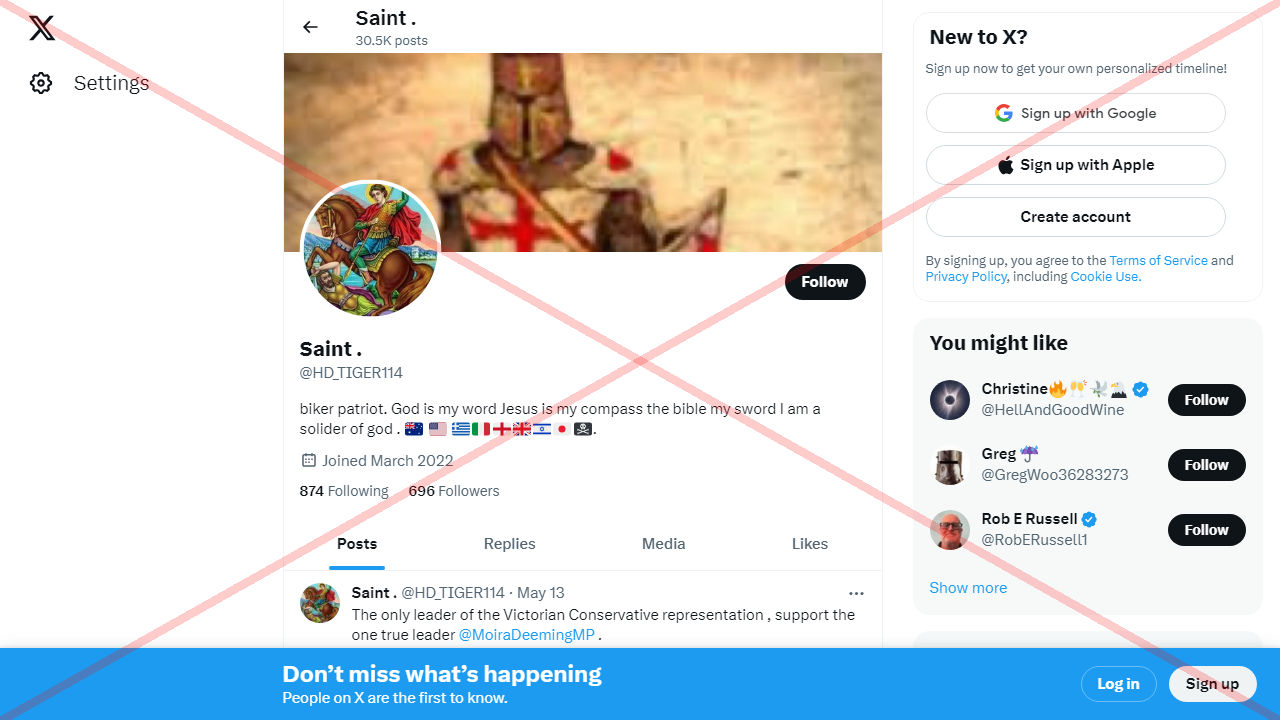 Settings
Saint .
30.5K posts
Follow
Saint .
@HD_TIGER114
biker patriot. God is my word Jesus is my compass the bible my sword I am a
solider of god . 🇦🇺 🇺🇸 🇬🇷🇮🇹🏴󠁧󠁢󠁥󠁮󠁧󠁿🇬🇧🇮🇱🇯🇵🏴‍☠️.
Joined March 2022
874 Following 696 Followers
Posts Replies Media Likes
Saint . @HD_TIGER114 · May 13
The only leader of the Victorian Conservative representation , support the
one true leader @MoiraDeemingMP .
New to X?
Sign up now to get your own personalized timeline!
Sign up with Google
Sign up with Apple
Create account
By signing up, you agree to the Terms of Service and
Privacy Policy, including Cookie Use.
You might like
Christine🔥🥂🕊️🏔️
@HellAndGoodWine
Follow
Greg ☔
@GregWoo36283273
Follow
Rob E Russell
@RobERussell1
Follow
Show more
Don’t miss what’s happening
People on X are the first to know.
Log in
Sign up